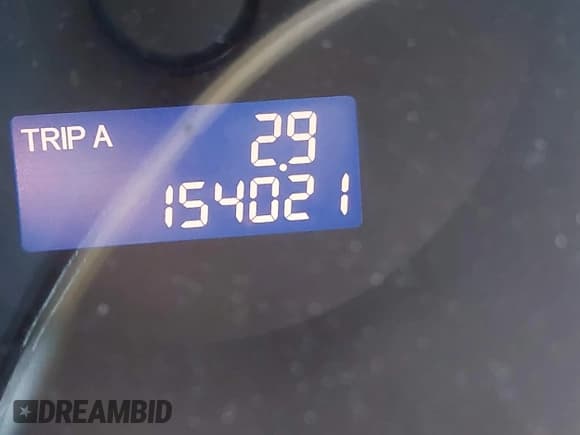 TRIP A 2.9
154021
DREAMBID